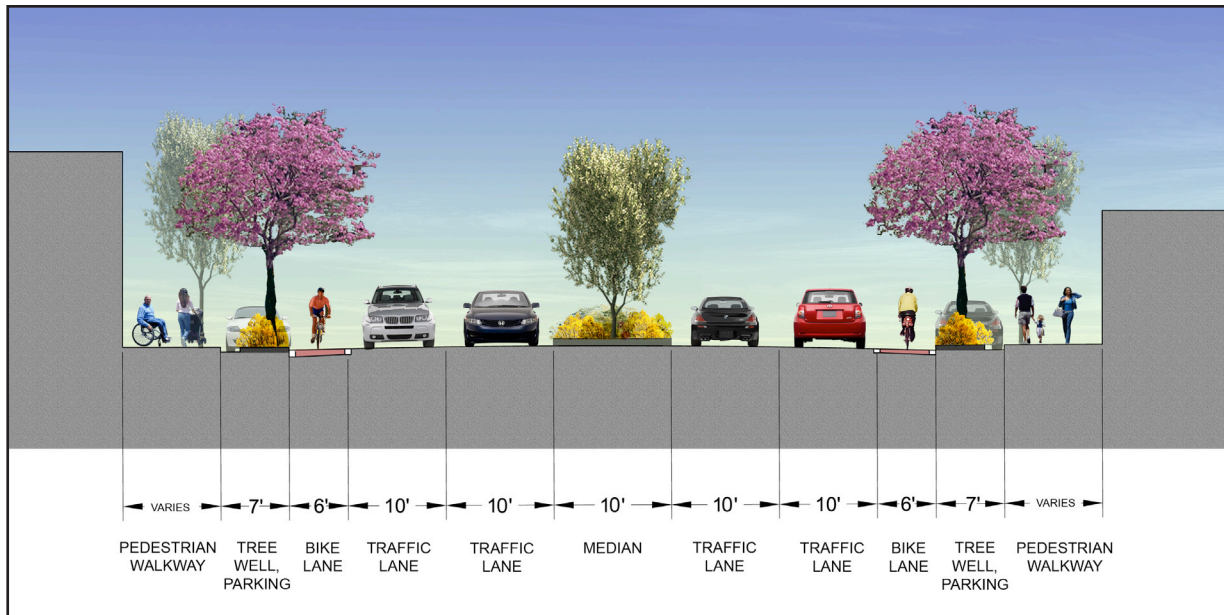 VARIES 7' 6' 10' 10' 10' 10' 10' 6' 7' VARIES
PEDESTRIAN
WALKWAY
TREE
WELL,
PARKING
BIKE
LANE
TRAFFIC
LANE
TRAFFIC
LANE
MEDIAN
TRAFFIC
LANE
TRAFFIC
LANE
BIKE
LANE
TREE
WELL,
PARKING
PEDESTRIAN
WALKWAY